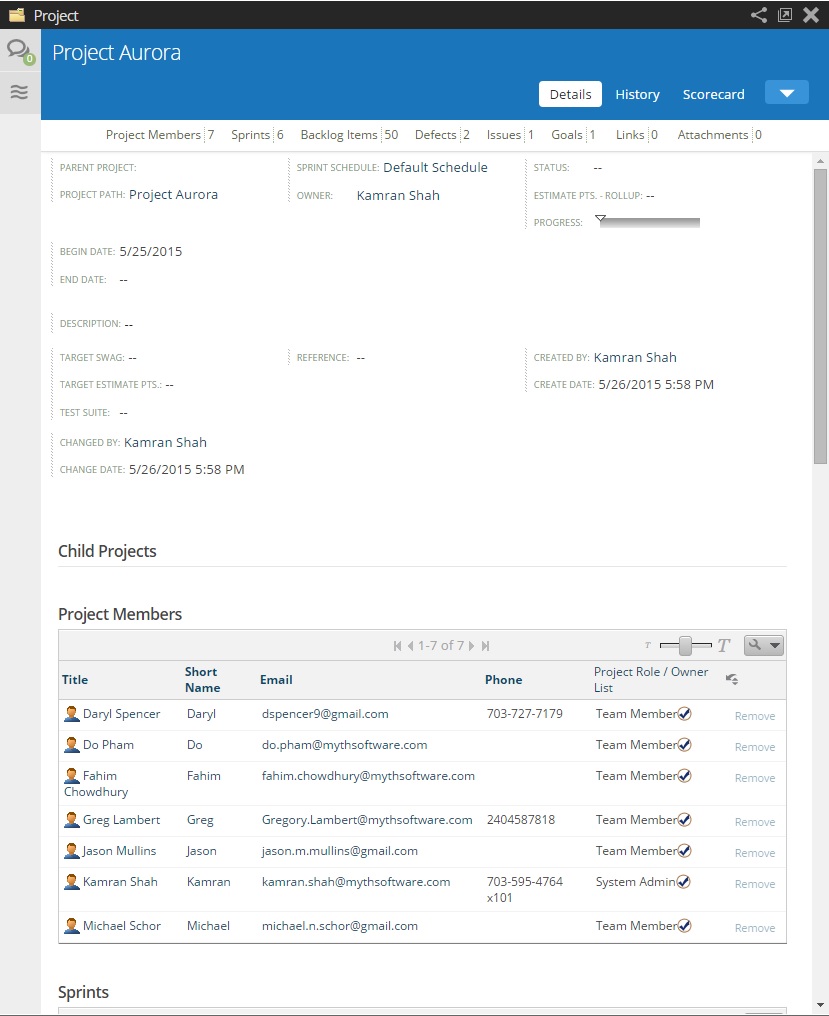 Project
0
Project Aurora
Details History Scorecard
Project Members 7 Sprints 6 Backlog Items 50 Defects 2 Issues 1 Goals 1 Links 0 Attachments 0
PARENT PROJECT: SPRINT SCHEDULE: Default Schedule STATUS: --
PROJECT PATH: Project Aurora OWNER: Kamran Shah ESTIMATE PTS. - ROLLUP: --
PROGRESS:
BEGIN DATE: 5/25/2015
END DATE: --
DESCRIPTION: --
TARGET SWAG: -- REFERENCE: -- CREATED BY: Kamran Shah
TARGET ESTIMATE PTS.: -- CREATE DATE: 5/26/2015 5:58 PM
TEST SUITE: --
CHANGED BY: Kamran Shah
CHANGE DATE: 5/26/2015 5:58 PM
Child Projects
Project Members
1-7 of 7 T T
Title Short Name Email Phone Project Role / Owner List
Daryl Spencer Daryl dspencer9@gmail.com 703-727-7179 Team Member Remove
Do Pham Do do.pham@mythsoftware.com Team Member Remove
Fahim Chowdhury Fahim fahim.chowdhury@mythsoftware.com Team Member Remove
Greg Lambert Greg Gregory.Lambert@mythsoftware.com 2404587818 Team Member Remove
Jason Mullins Jason jason.m.mullins@gmail.com Team Member Remove
Kamran Shah Kamran kamran.shah@mythsoftware.com 703-595-4764 x101 System Admin Remove
Michael Schor Michael michael.n.schor@gmail.com Team Member Remove
Sprints